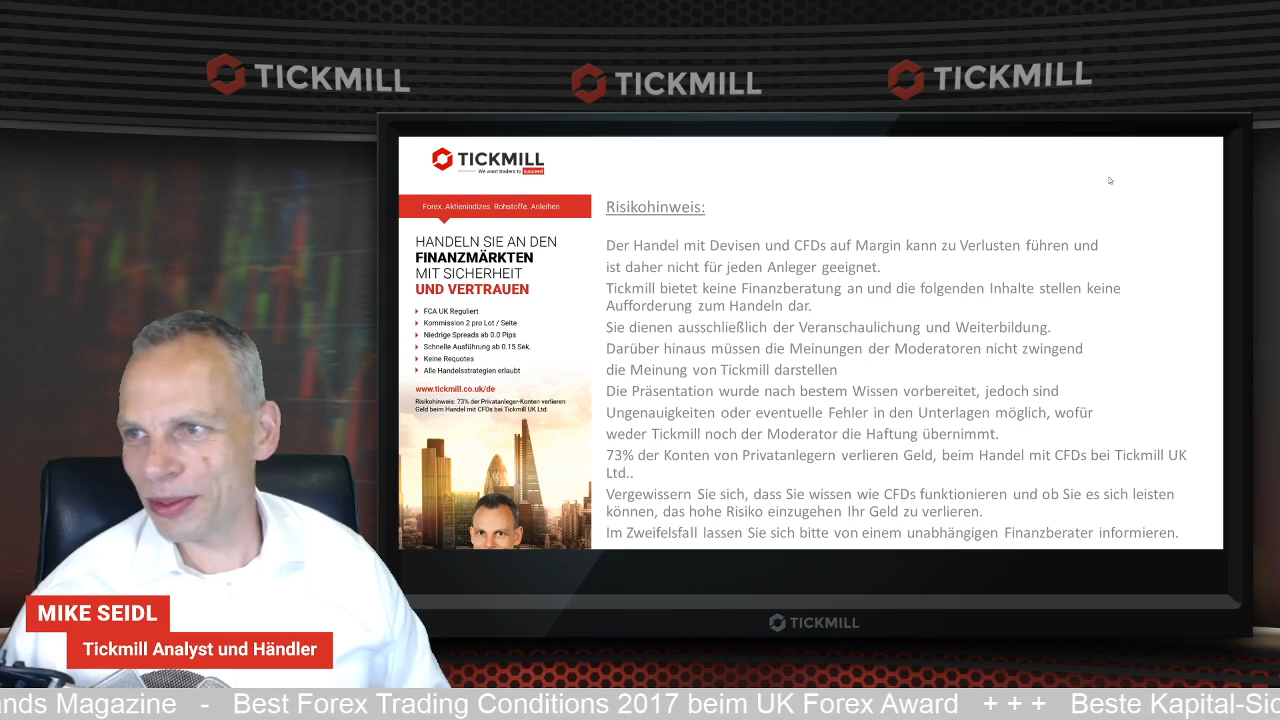 TICKMILL
TICKMILL
TICKMILL
TICKMILL
We want traders to succeed
Forex. Aktienindizes. Rohstoffe. Anleihen
HANDELN SIE AN DEN
FINANZMÄRKTEN
MIT SICHERHEIT
UND VERTRAUEN
FCA UK Reguliert
Kommission 2 pro Lot / Seite
Niedrige Spreads ab 0.0 Pips
Schnelle Ausführung ab 0.15 Sek.
Keine Requotes
Alle Handelsstrategien erlaubt
www.tickmill.co.uk/de
Risikohinweis: 73% der Privatanleger-Konten verlieren
Geld beim Handel mit CFDs bei Tickmill UK Ltd.
Risikohinweis:
Der Handel mit Devisen und CFDs auf Margin kann zu Verlusten führen und
ist daher nicht für jeden Anleger geeignet.
Tickmill bietet keine Finanzberatung an und die folgenden Inhalte stellen keine
Aufforderung zum Handeln dar.
Sie dienen ausschließlich der Veranschaulichung und Weiterbildung.
Darüber hinaus müssen die Meinungen der Moderatoren nicht zwingend
die Meinung von Tickmill darstellen
Die Präsentation wurde nach bestem Wissen vorbereitet, jedoch sind
Ungenauigkeiten oder eventuelle Fehler in den Unterlagen möglich, wofür
weder Tickmill noch der Moderator die Haftung übernimmt.
73% der Konten von Privatanlegern verlieren Geld, beim Handel mit CFDs bei Tickmill UK
Ltd..
Vergewissern Sie sich, dass Sie wissen wie CFDs funktionieren und ob Sie es sich leisten
können, das hohe Risiko einzugehen Ihr Geld zu verlieren.
Im Zweifelsfall lassen Sie sich bitte von einem unabhängigen Finanzberater informieren.
TICKMILL
MIKE SEIDL
Tickmill Analyst und Händler
nds Magazine - Best Forex Trading Conditions 2017 beim UK Forex Award + + + Beste Kapital-Sic